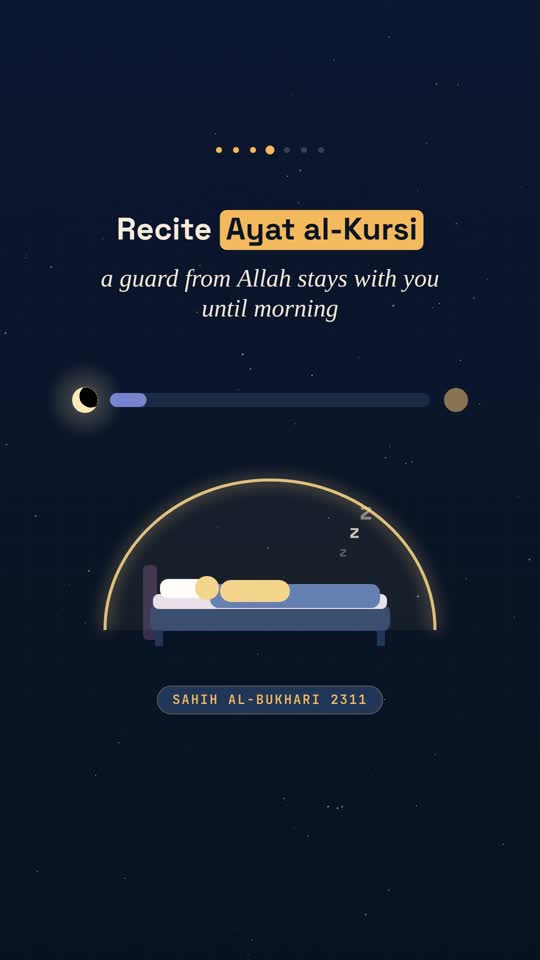 Recite Ayat al-Kursi
a guard from Allah stays with you
until morning
z
z
z
SAHIH AL-BUKHARI 2311